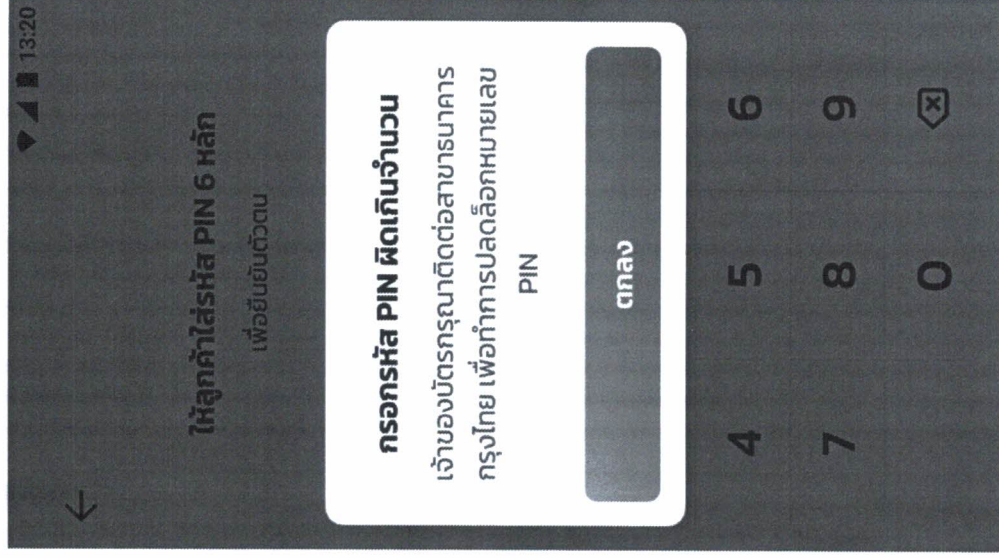 13:20
ให้ลูกค้าใส่รหัส PIN 6 หลัก
เพื่อยืนยันตัวตน
กรอกรหัส PIN ผิดเกินจำนวน
เจ้าของบัตรกรุณาติดต่อสาขาธนาคาร
กรุงไทย เพื่อทำการปลดล็อกหมายเลข
PIN
ตกลง
4 5 6
7 8 9
0